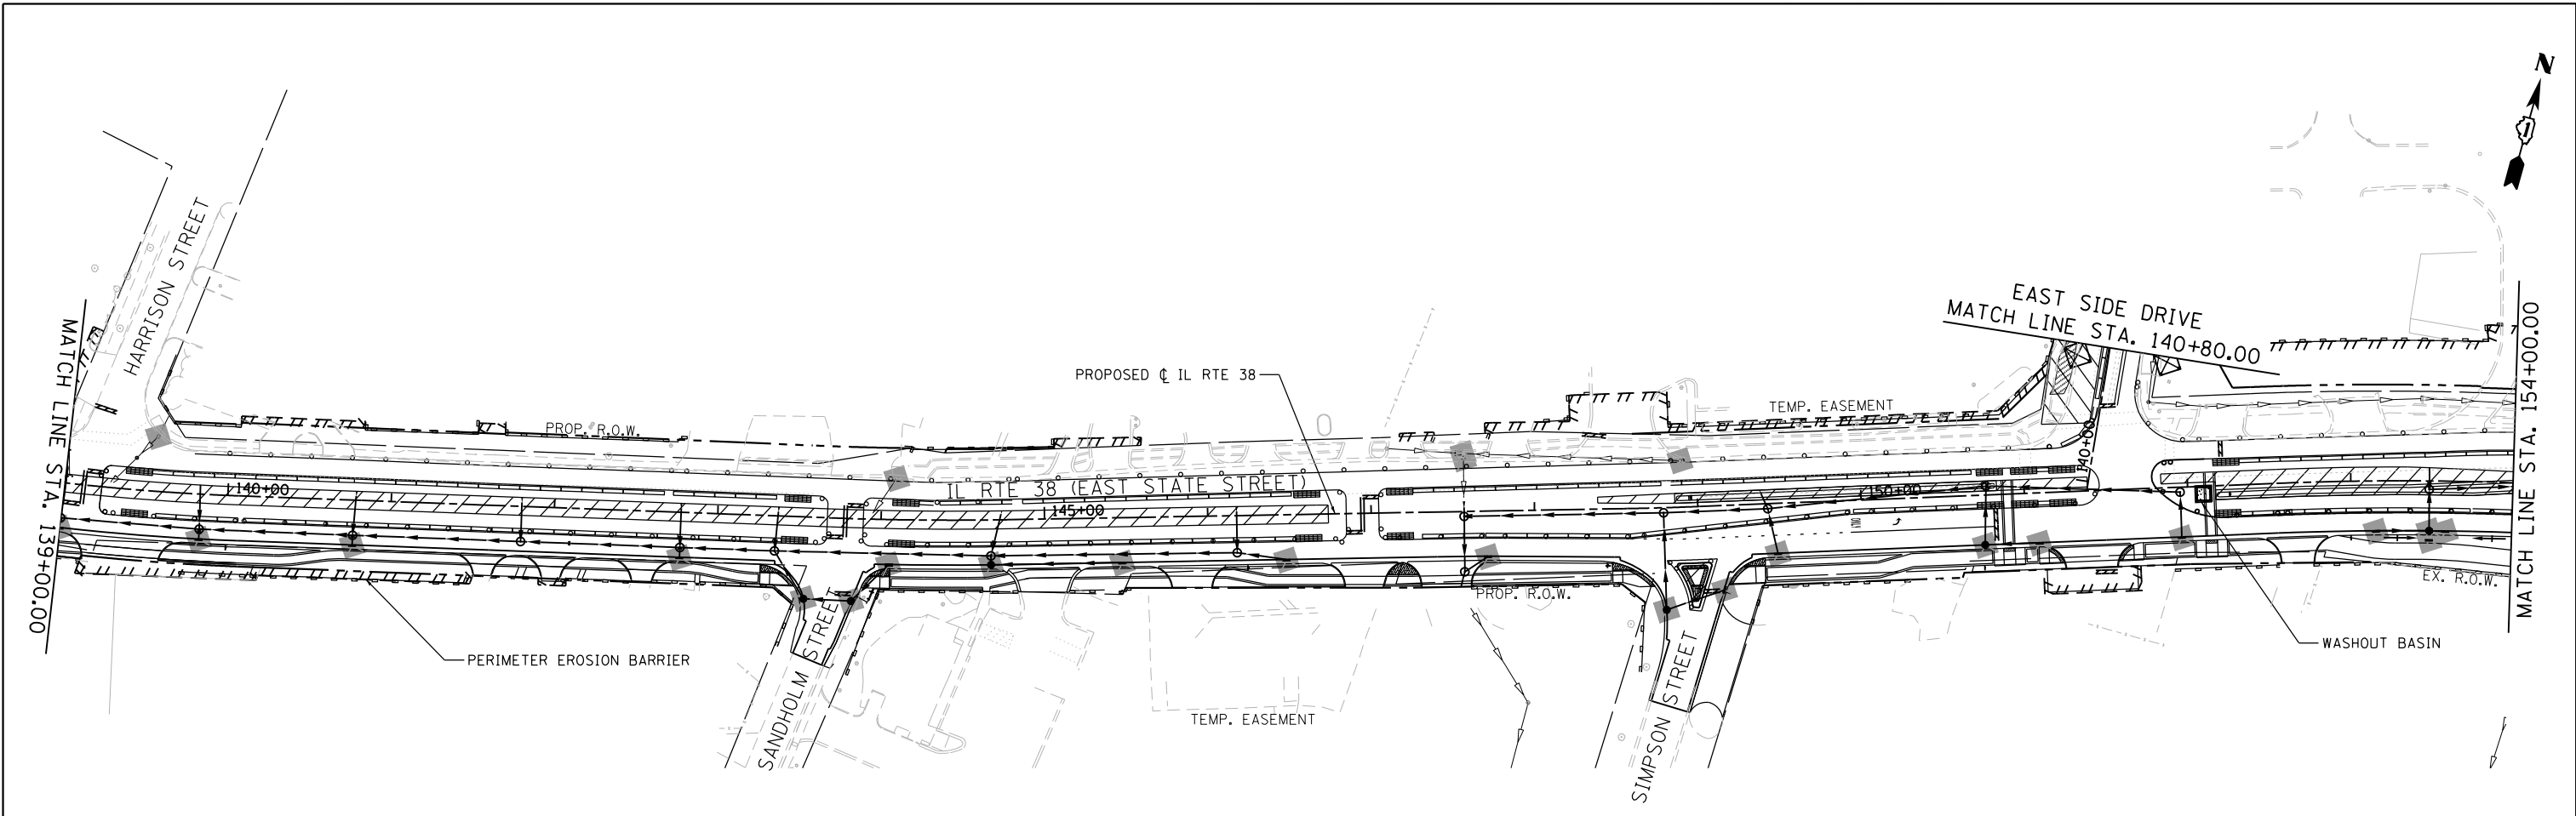 N
1
HARRISON STREET
MATCH LINE STA. 139+00.00
EAST SIDE DRIVE
MATCH LINE STA. 140+80.00
MATCH LINE STA. 154+00.00
PROPOSED ℄ IL RTE 38
TEMP. EASEMENT
PROP. R.O.W.
140+00
140+00
IL RTE 38 (EAST STATE STREET)
145+00
150+00
ONLY
PROP. R.O.W.
EX. R.O.W.
PERIMETER EROSION BARRIER
SANDHOLM STREET
TEMP. EASEMENT
SIMPSON STREET
WASHOUT BASIN